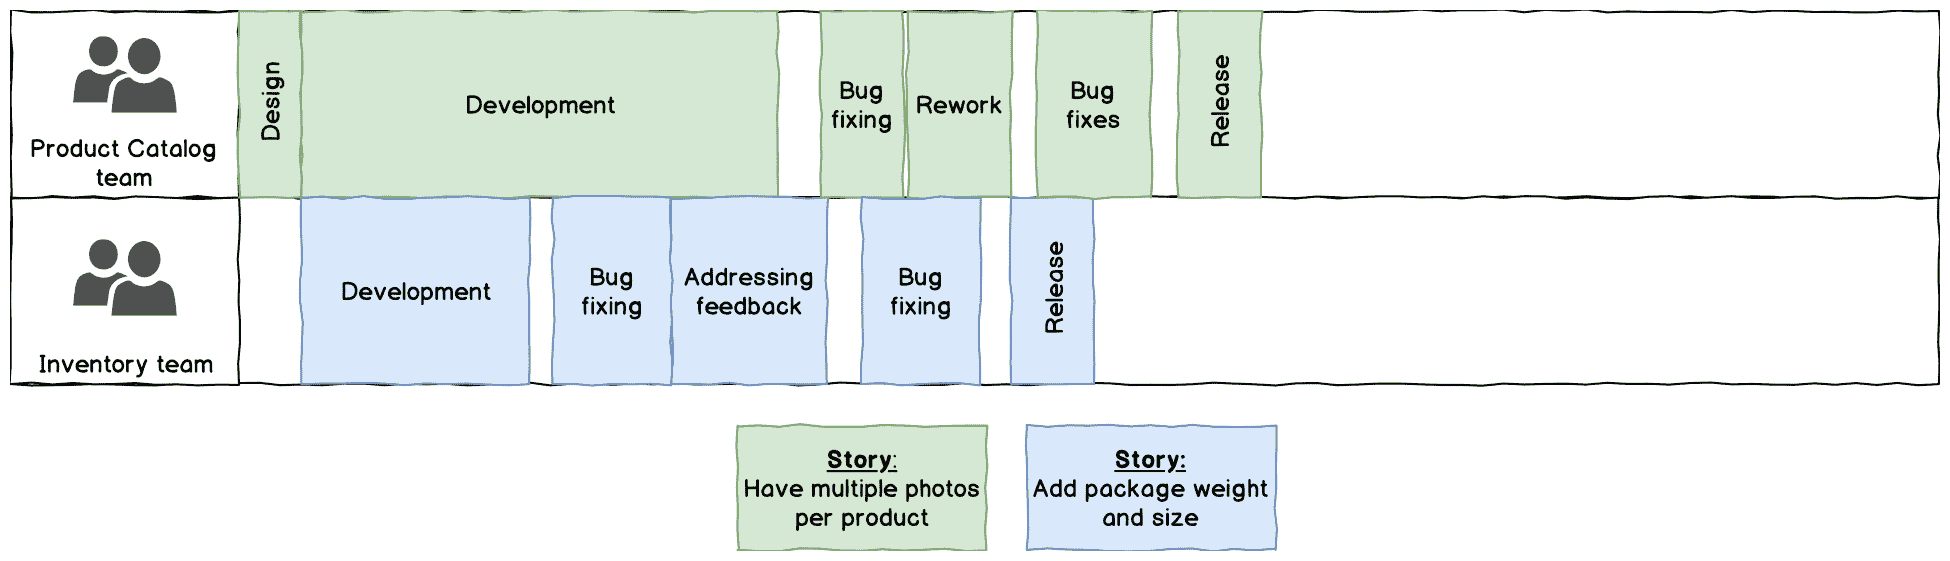 Product Catalog
team
Design
Development
Bug
fixing
Rework
Bug
fixes
Release
Inventory team
Development
Bug
fixing
Addressing
feedback
Bug
fixing
Release
Story:
Have multiple photos
per product
Story:
Add package weight
and size